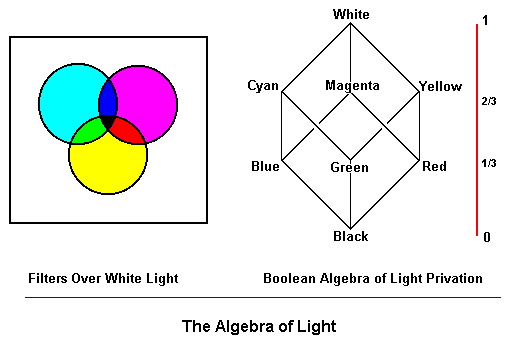 White
1
Cyan
Magenta
Yellow
2/3
Blue
Green
Red
1/3
Black
0
Filters Over White Light
Boolean Algebra of Light Privation
The Algebra of Light